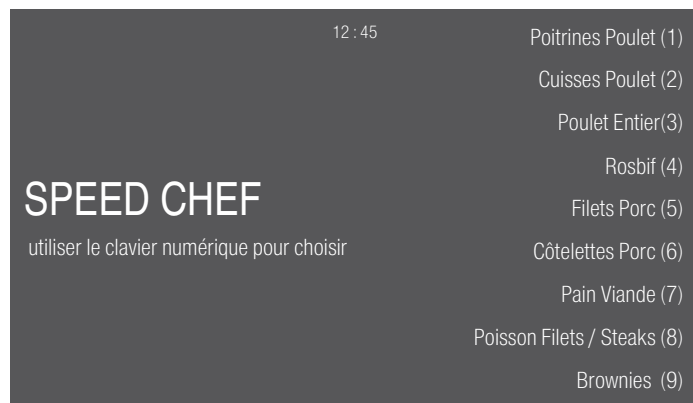 12 : 45
Poitrines Poulet (1)
Cuisses Poulet (2)
Poulet Entier(3)
Rosbif (4)
SPEED CHEF
Filets Porc (5)
utiliser le clavier numérique pour choisir
Côtelettes Porc (6)
Pain Viande (7)
Poisson Filets / Steaks (8)
Brownies (9)